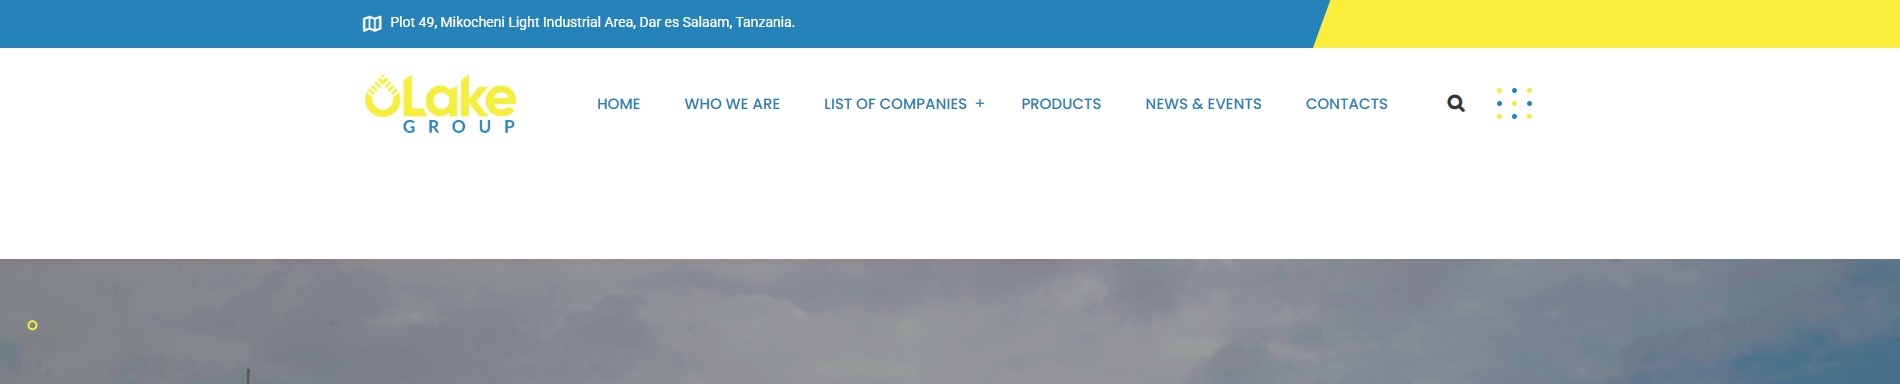 Plot 49, Mikocheni Light Industrial Area, Dar es Salaam, Tanzania.
Lake
GROUP
HOME WHO WE ARE LIST OF COMPANIES + PRODUCTS NEWS & EVENTS CONTACTS